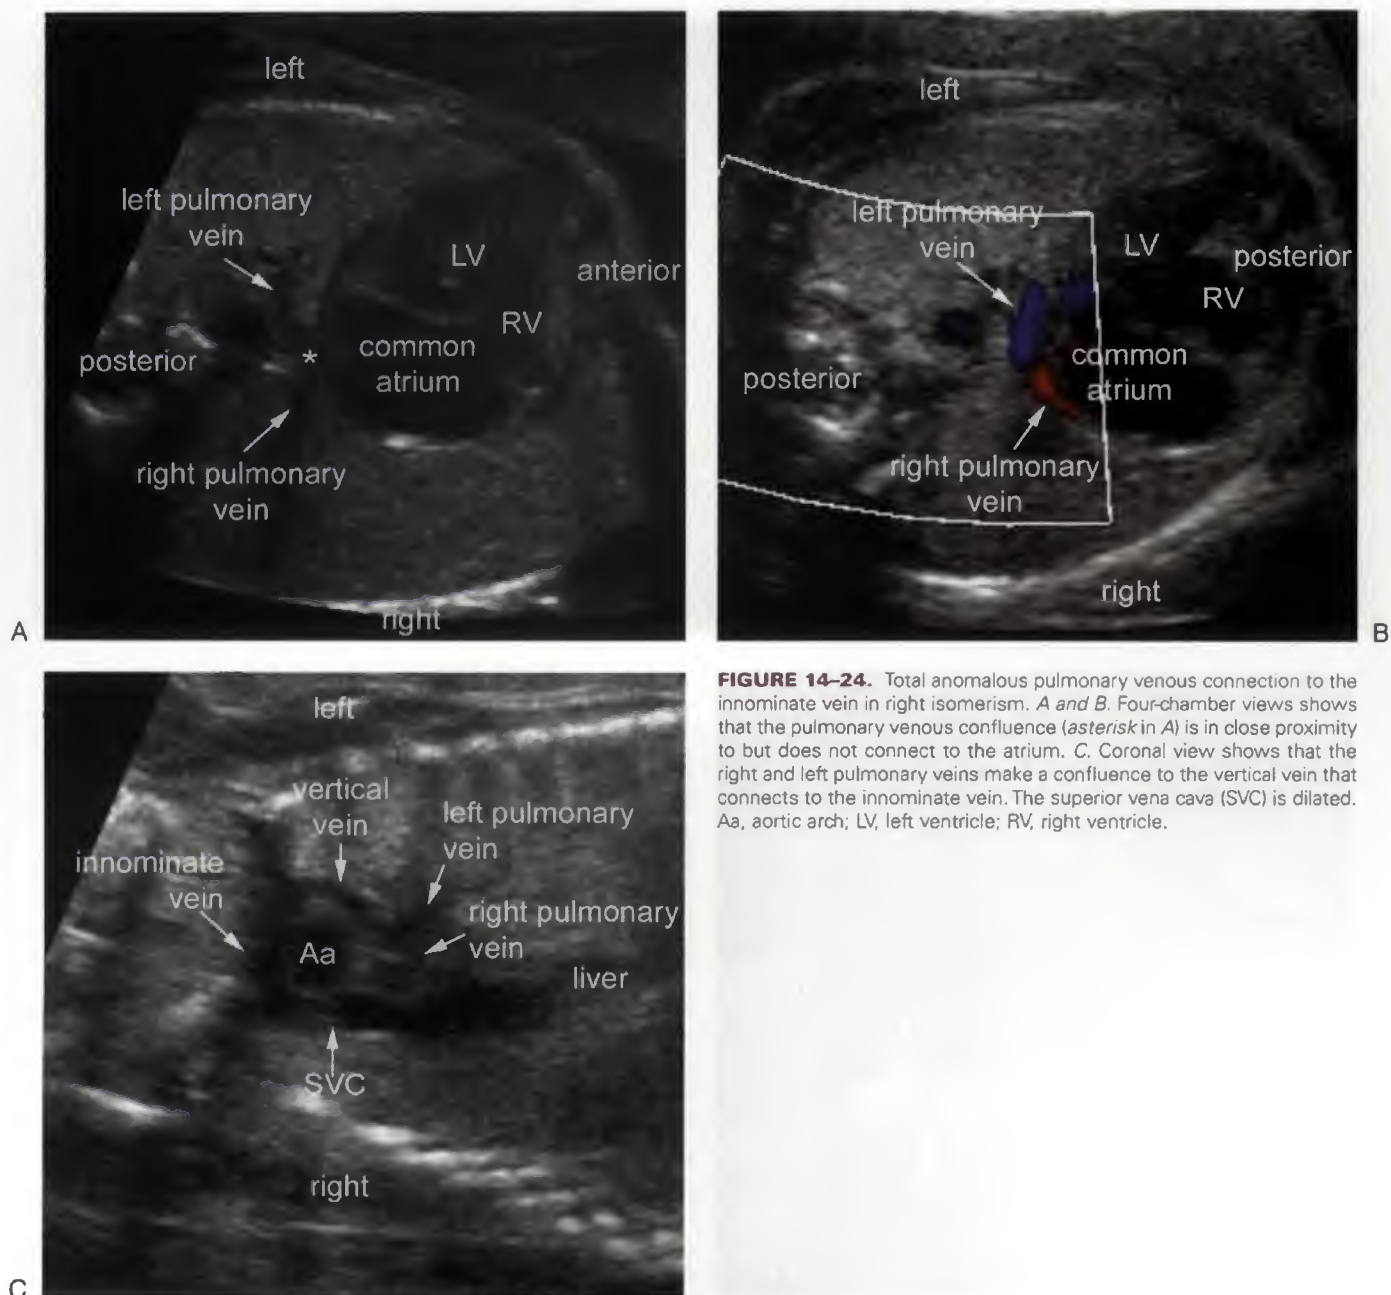 left
left pulmonary
vein
LV
anterior
RV
posterior
*
common
atrium
right pulmonary
vein
right
A
left
left pulmonary
vein
LV
posterior
RV
common
atrium
posterior
right pulmonary
vein
right
B
left
vertical
vein
left pulmonary
vein
innominate
vein
right pulmonary
vein
Aa
liver
SVC
right
C
FIGURE 14–24. Total anomalous pulmonary venous connection to the
innominate vein in right isomerism. A and B. Four-chamber views shows
that the pulmonary venous confluence (asterisk in A) is in close proximity
to but does not connect to the atrium. C. Coronal view shows that the
right and left pulmonary veins make a confluence to the vertical vein that
connects to the innominate vein. The superior vena cava (SVC) is dilated.
Aa, aortic arch; LV, left ventricle; RV, right ventricle.